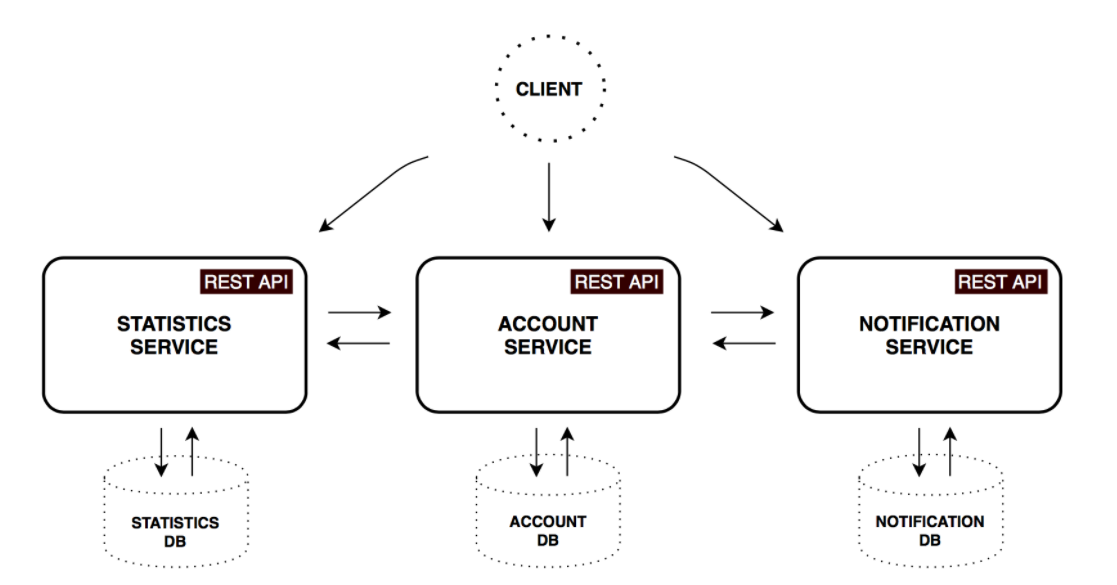 CLIENT
REST API
STATISTICS
SERVICE
REST API
ACCOUNT
SERVICE
REST API
NOTIFICATION
SERVICE
STATISTICS
DB
ACCOUNT
DB
NOTIFICATION
DB